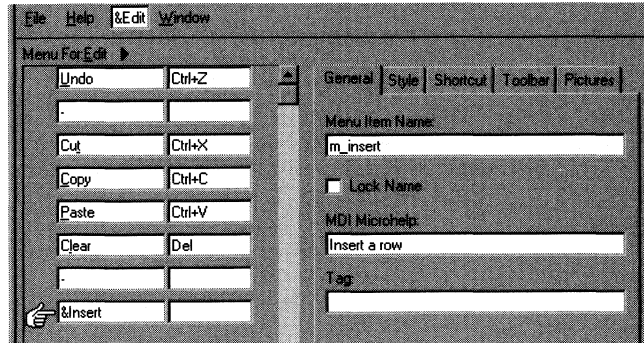 File Help &Edit Window
Menu For:Edit
Undo Ctrl+Z
-
Cut Ctrl+X
Copy Ctrl+C
Paste Ctrl+V
Clear Del
-
&Insert
General Style Shortcut Toolbar Pictures
Menu Item Name:
m_insert
Lock Name
MDI Microhelp:
Insert a row
Tag: